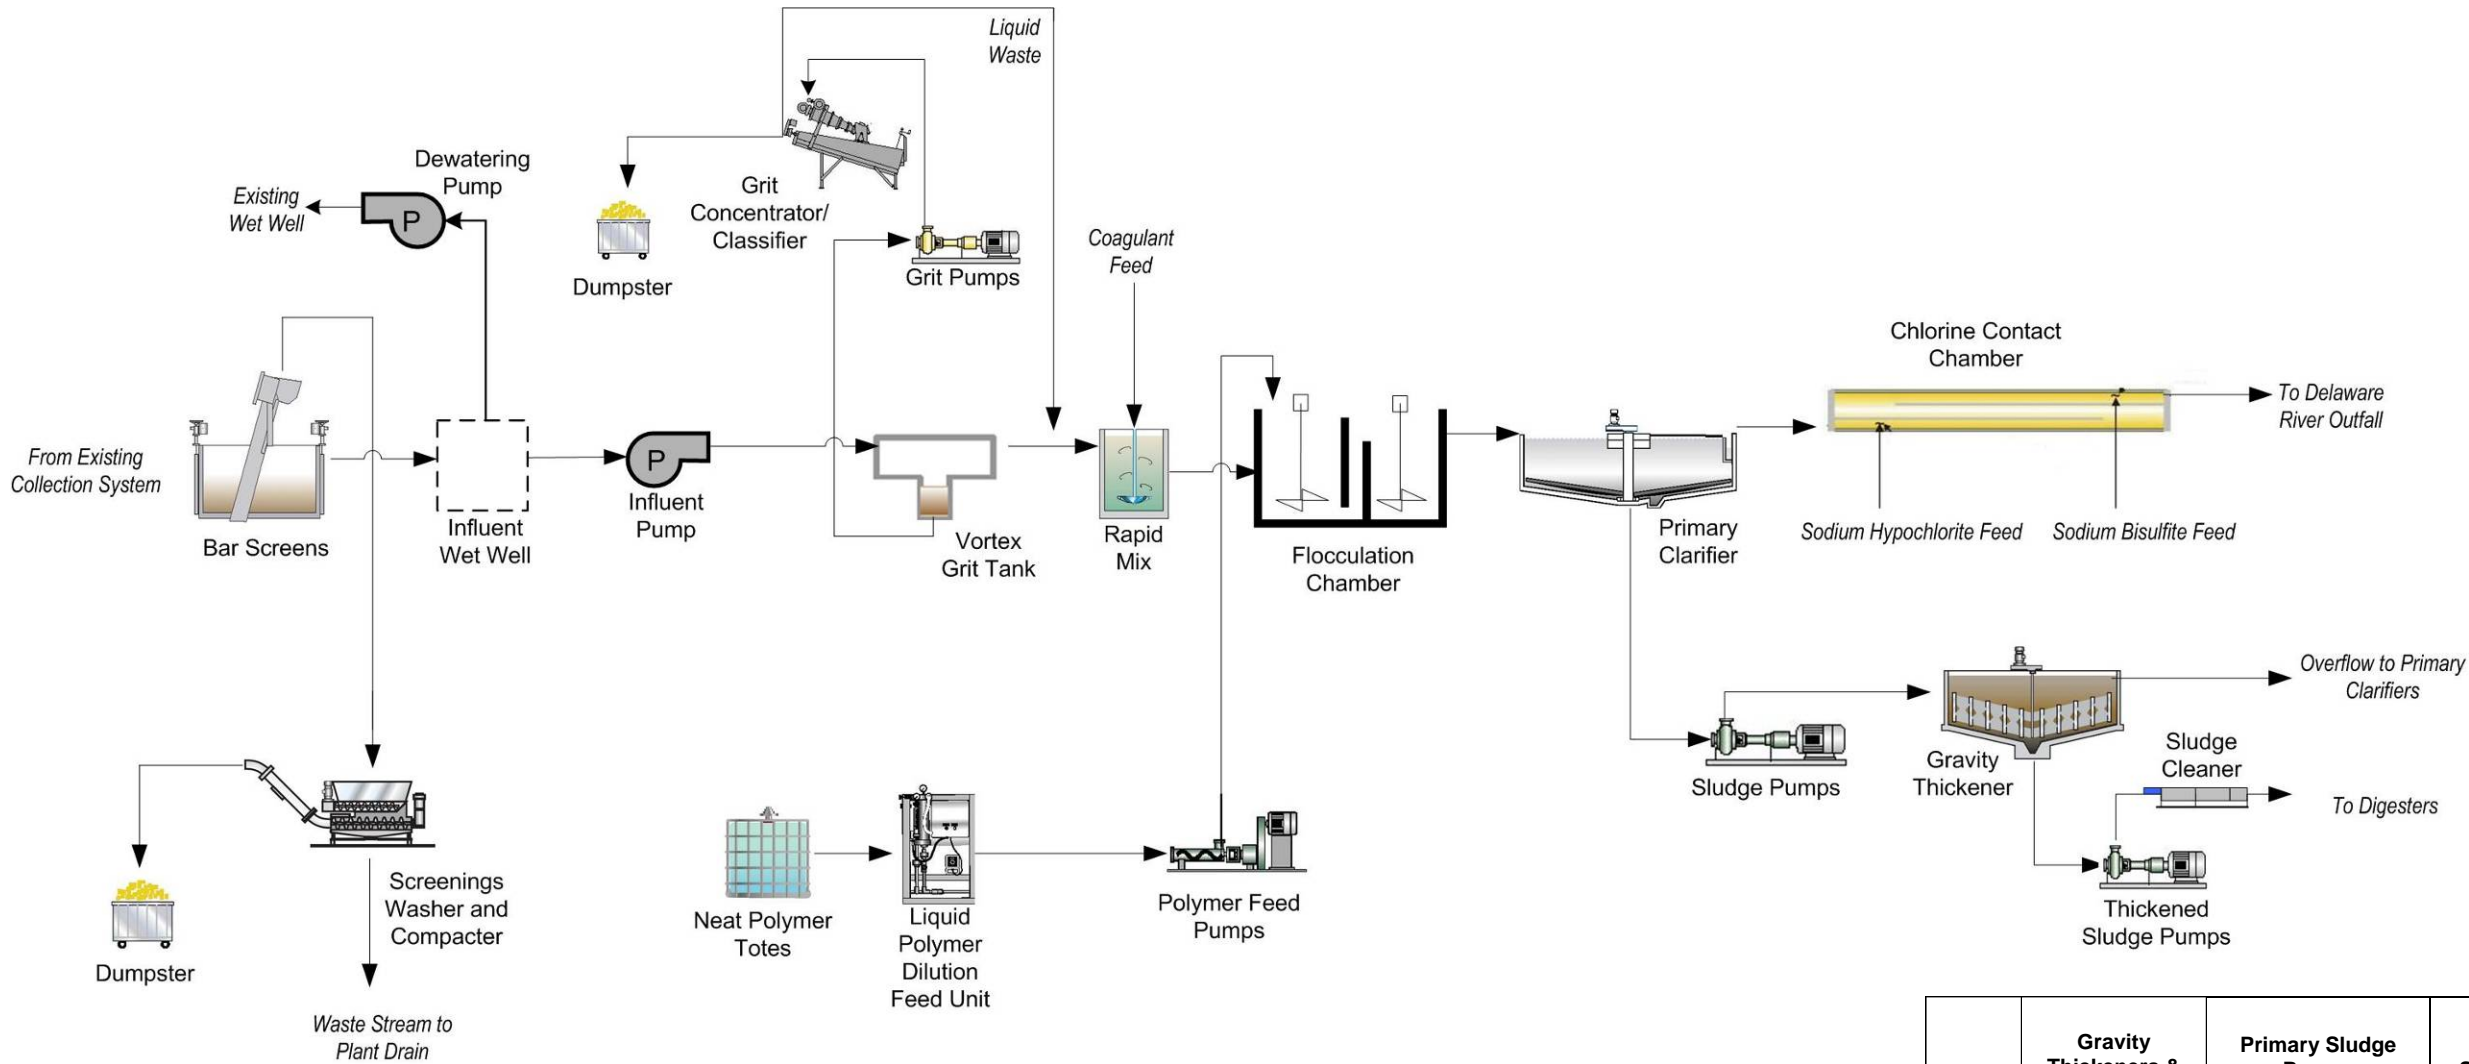 Liquid
Waste
Dewatering
Pump
Existing
Wet Well
P
Grit
Concentrator/
Classifier
Dumpster
Grit Pumps
Coagulant
Feed
Chlorine Contact
Chamber
To Delaware
River Outfall
From Existing
Collection System
Bar Screens
Influent
Wet Well
P
Influent
Pump
Vortex
Grit Tank
Rapid
Mix
Flocculation
Chamber
Primary
Clarifier
Sodium Hypochlorite Feed
Sodium Bisulfite Feed
Overflow to Primary
Clarifiers
Sludge Pumps
Gravity
Thickener
Sludge
Cleaner
To Digesters
Thickened
Sludge Pumps
Screenings
Washer and
Compacter
Dumpster
Waste Stream to
Plant Drain
Neat Polymer
Totes
Liquid
Polymer
Dilution
Feed Unit
Polymer Feed
Pumps
Gravity
Thickeners &
Primary Sludge